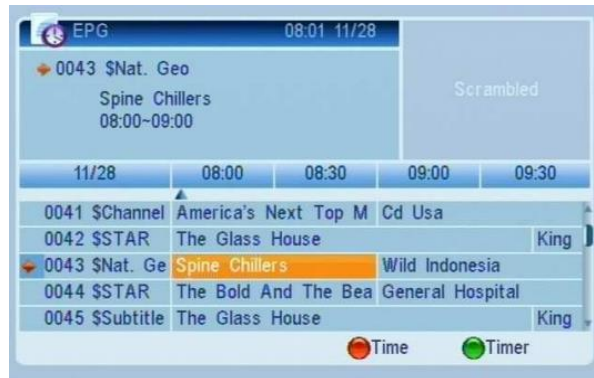 EPG 08:01 11/28
0043 $Nat. Geo
Spine Chillers
08:00~09:00
Scrambled
11/28 08:00 08:30 09:00 09:30
0041 $Channel America's Next Top M Cd Usa
0042 $STAR The Glass House King
0043 $Nat. Ge Spine Chillers Wild Indonesia
0044 $STAR The Bold And The Bea General Hospital
0045 $Subtitle The Glass House King
Time Timer